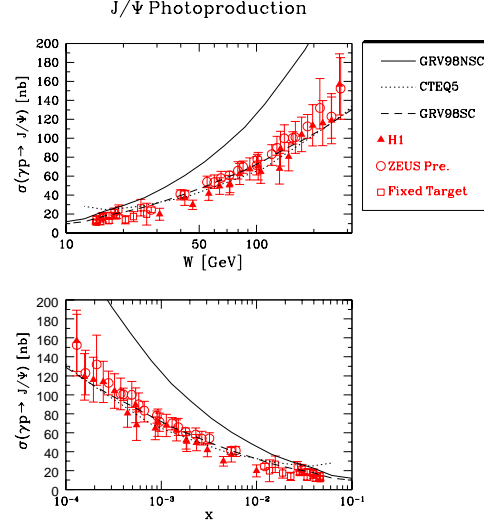 J/Ψ Photoproduction
σ(γp→ J/Ψ) [nb]
200
180
160
140
120
100
80
60
40
20
0
10
50
100
W [GeV]
GRV98NSC
CTEQ5
GRV98SC
H1
ZEUS Pre.
Fixed Target
σ(γp→ J/Ψ) [nb]
200
180
160
140
120
100
80
60
40
20
0
10⁻⁴
10⁻³
10⁻²
10⁻¹
x